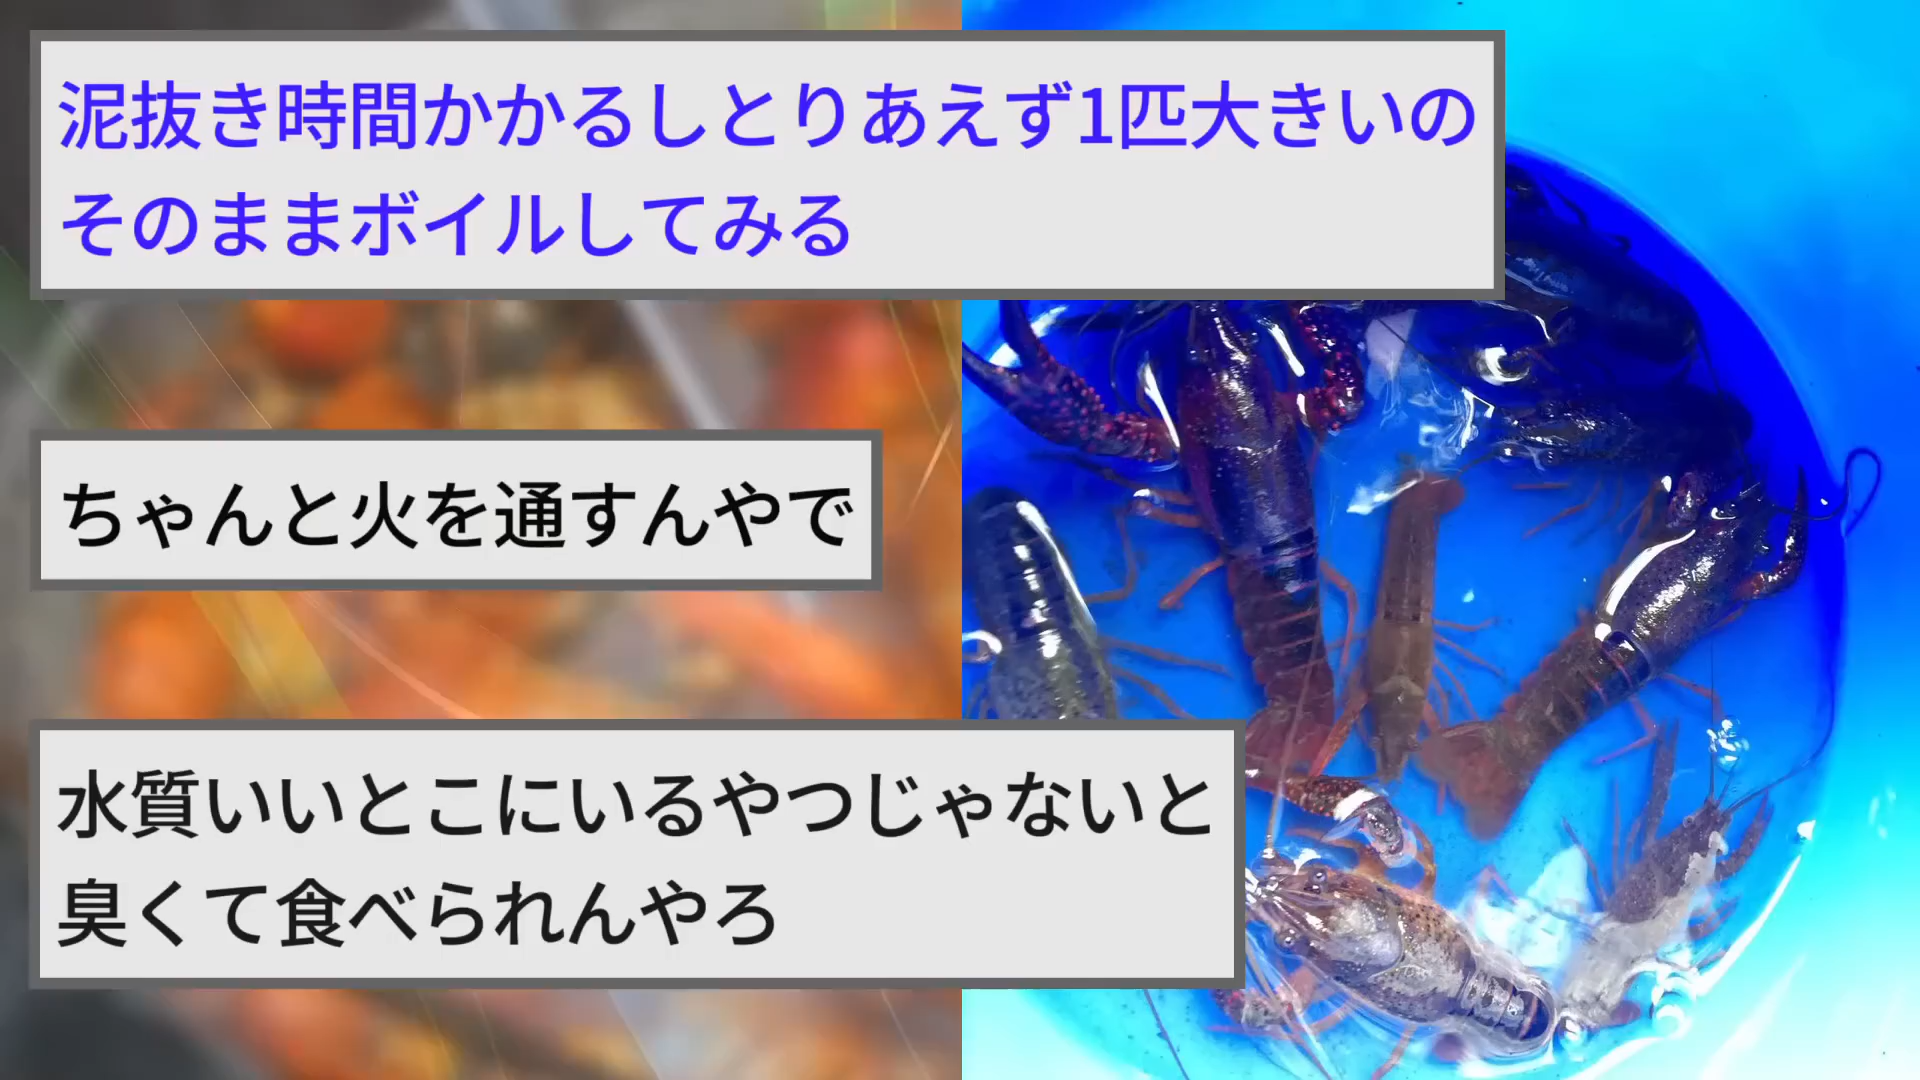 泥抜き時間かかるしとりあえず1匹大きいの
そのままボイルしてみる
ちゃんと火を通すんやで
水質いいとこにいるやつじゃないと
臭くて食べられんやろ